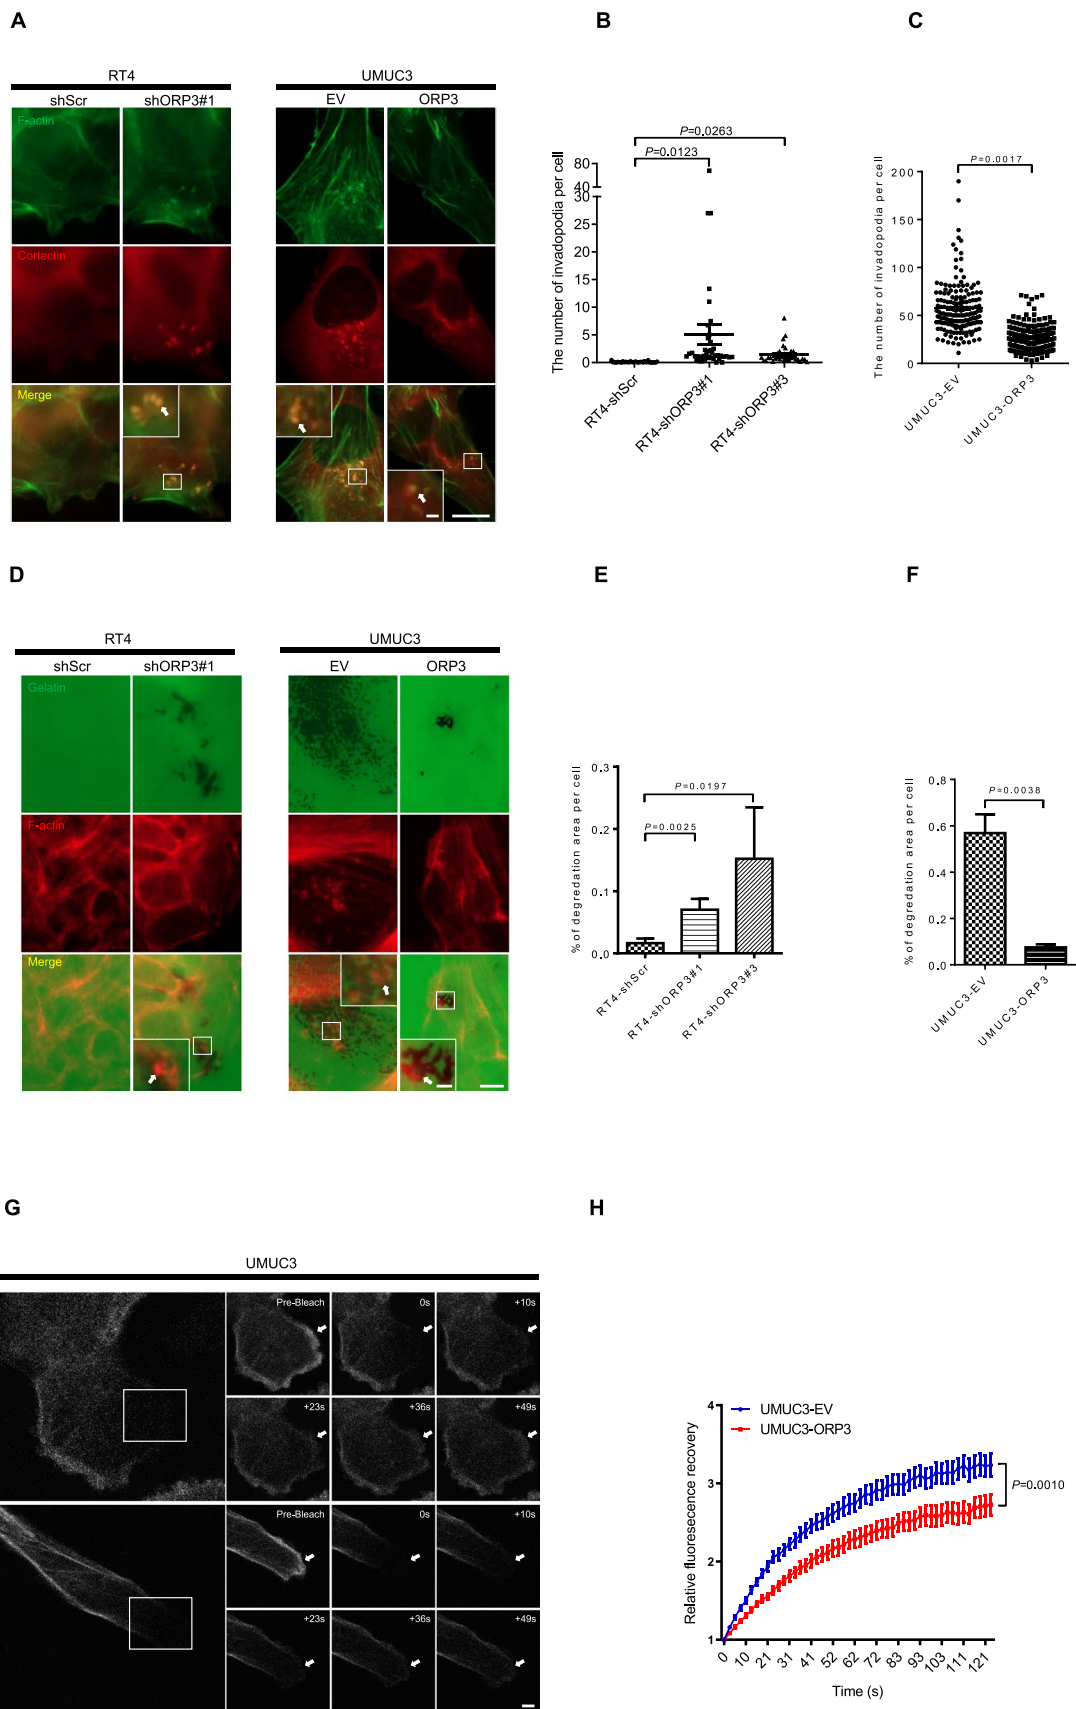 A
RT4
shScr
shORP3#1
UMUC3
EV
ORP3
F-actin
Cortactin
Merge
B
The number of invadopodia per cell
P=0.0263
P=0.0123
80
40
30
25
20
15
10
5
0
RT4-shScr
RT4-shORP3#1
RT4-shORP3#3
C
The number of invadopodia per cell
P=0.0017
200
150
100
50
0
UMUC3-EV
UMUC3-ORP3
D
RT4
shScr
shORP3#1
UMUC3
EV
ORP3
Gelatin
F-actin
Merge
E
% of degredation area per cell
P=0.0197
P=0.0025
0.3
0.2
0.1
0.0
RT4-shScr
RT4-shORP3#1
RT4-shORP3#3
F
% of degredation area per cell
P=0.0038
0.8
0.6
0.4
0.2
0.0
UMUC3-EV
UMUC3-ORP3
G
UMUC3
Pre-Bleach
0s
+10s
+23s
+36s
+49s
Pre-Bleach
0s
+10s
+23s
+36s
+49s
H
Relative fluoresecence recovery
4
3
2
1
UMUC3-EV
UMUC3-ORP3
P=0.0010
0 10 21 31 41 52 62 72 83 93 103 111 121
Time (s)